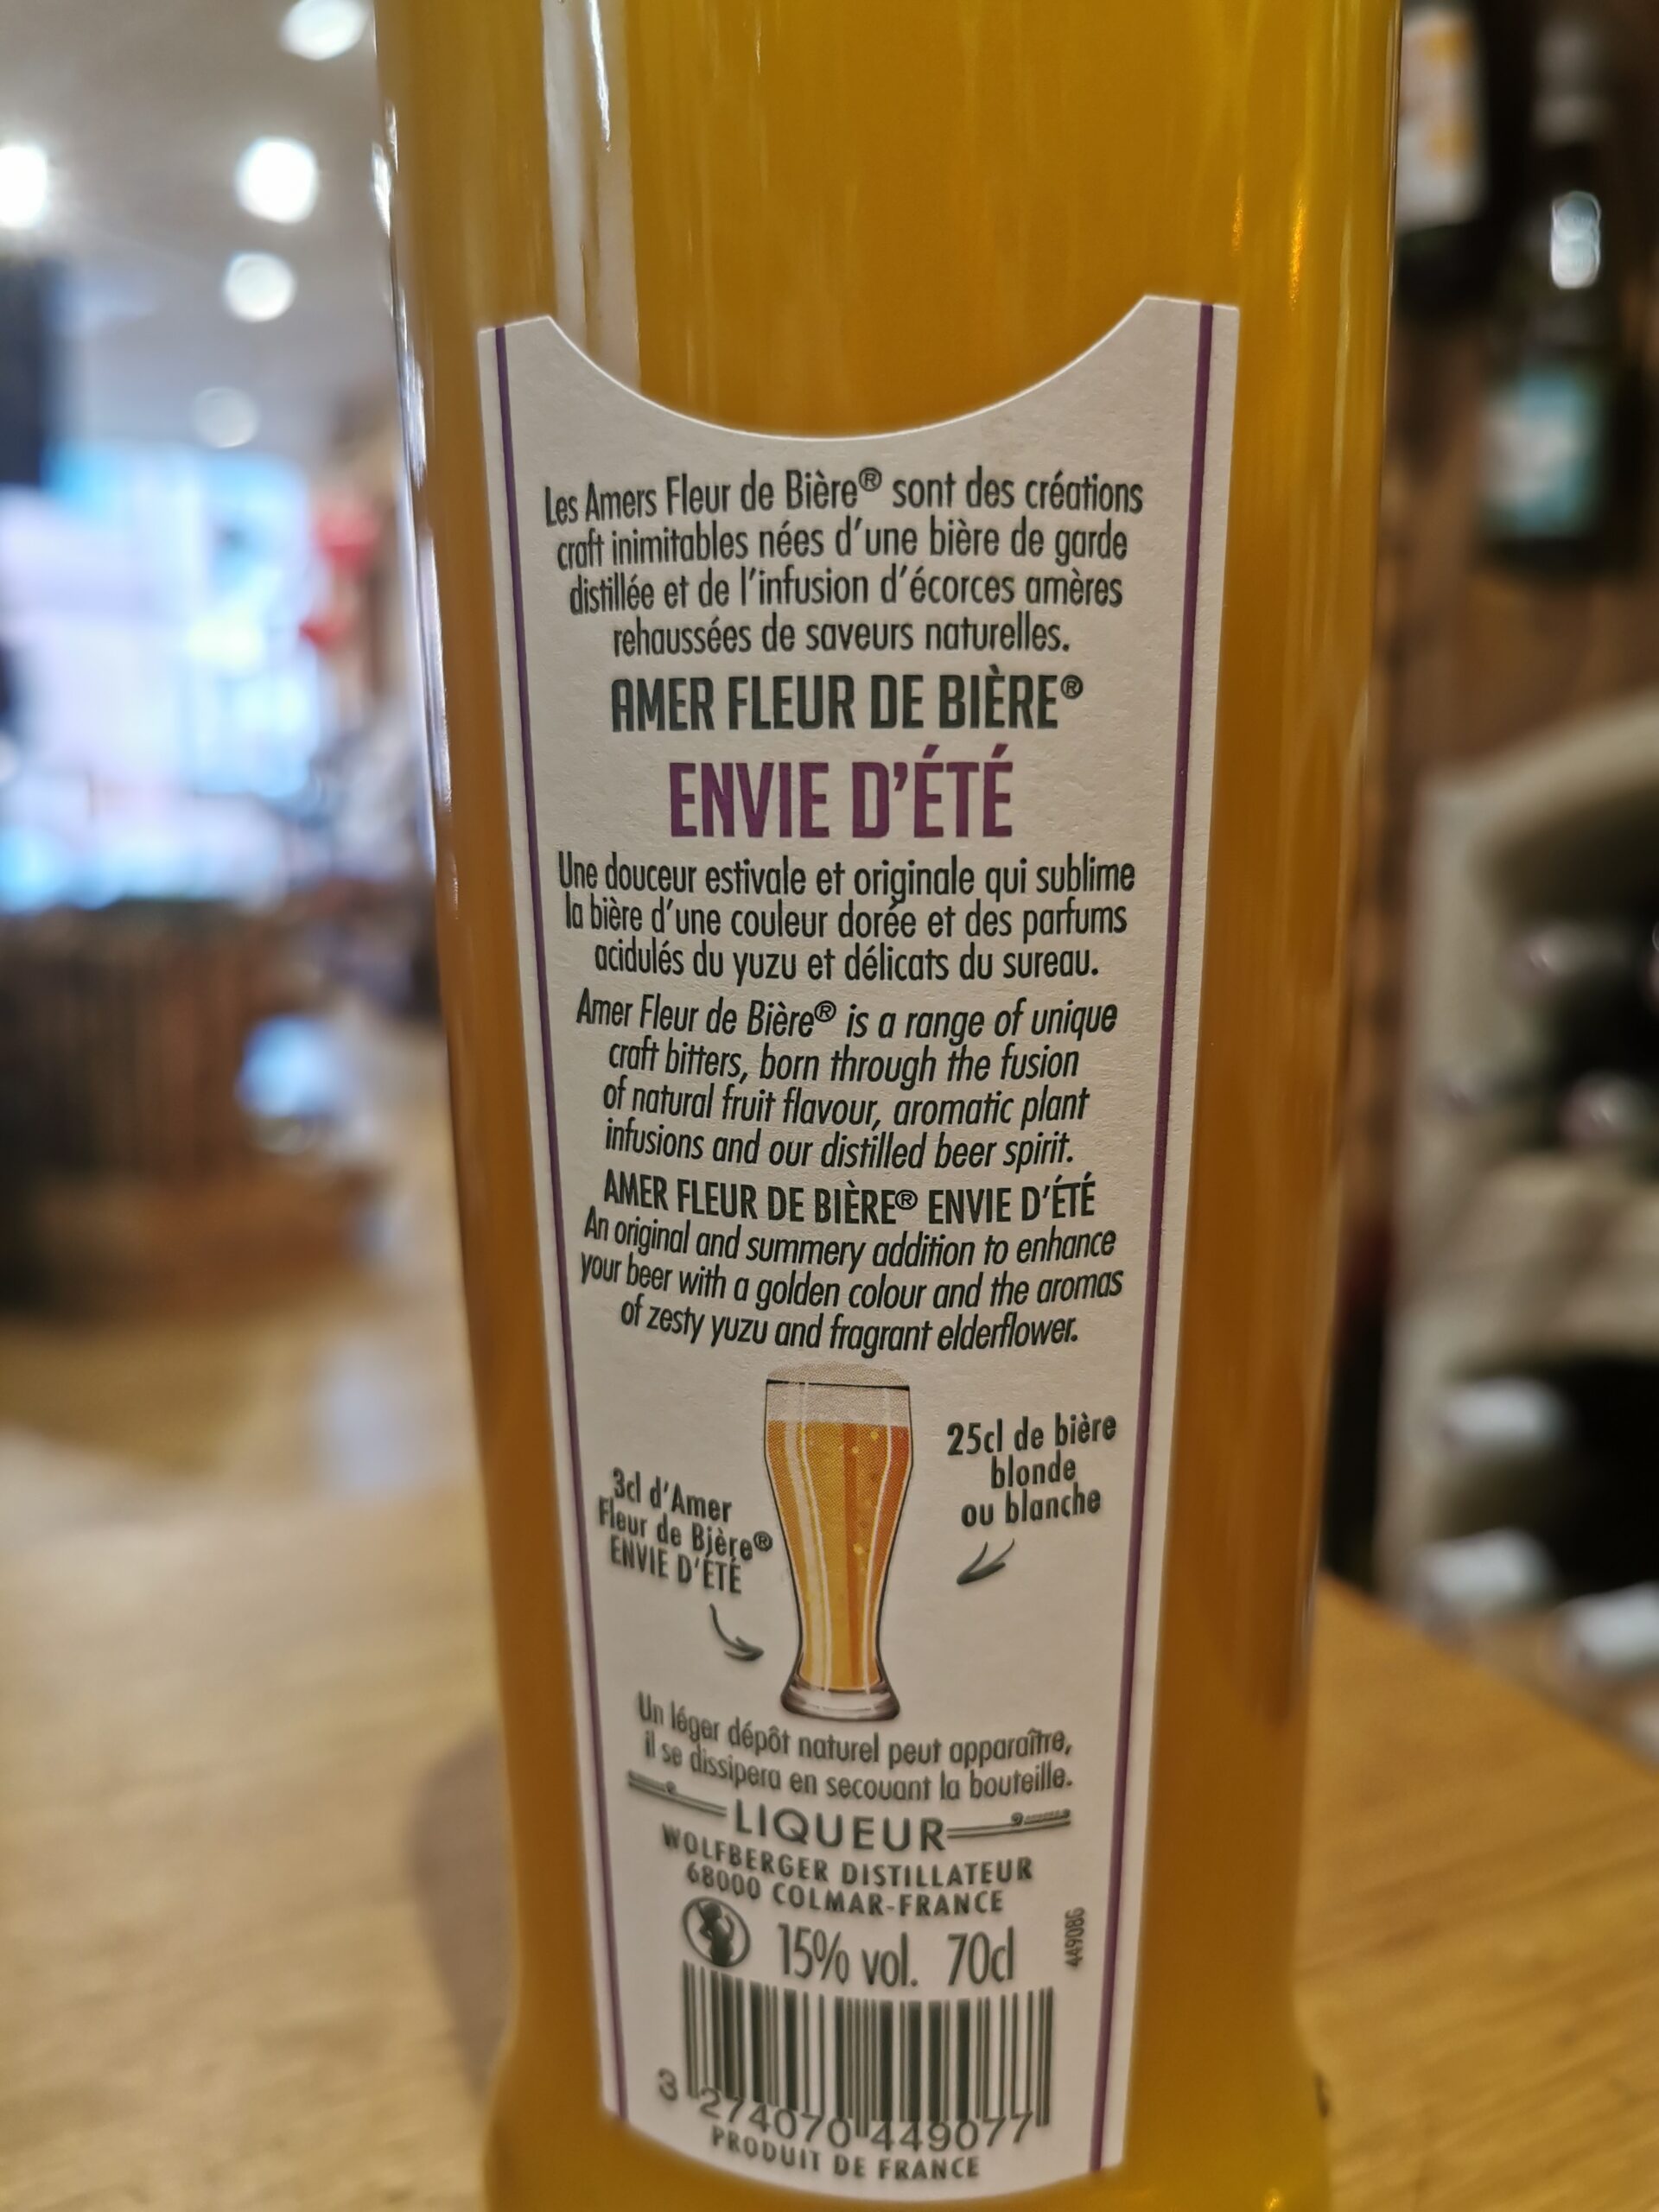 Les Amers Fleur de Bière® sont des créations
craft inimitables nées d'une bière de garde
distillée et de l'infusion d'écorces amères
rehaussées de saveurs naturelles.
AMER FLEUR DE BIÈRE®
ENVIE D'ÉTÉ
Une douceur estivale et originale qui sublime
la bière d'une couleur dorée et des parfums
acidulés du yuzu et délicats du sureau.
Amer Fleur de Bière® is a range of unique
craft bitters, born through the fusion
of natural fruit flavour, aromatic plant
infusions and our distilled beer spirit.
AMER FLEUR DE BIÈRE® ENVIE D'ÉTÉ
An original and summery addition to enhance
your beer with a golden colour and the aromas
of zesty yuzu and fragrant elderflower.
3cl d'Amer
Fleur de Bière®
ENVIE D'ÉTÉ
25cl de bière
blonde
ou blanche
Un léger dépôt naturel peut apparaître,
il se dissipera en secouant la bouteille.
LIQUEUR
WOLFBERGER DISTILLATEUR
68000 COLMAR-FRANCE
15% vol. 70cl
44908G
3 274070 449077
PRODUIT DE FRANCE